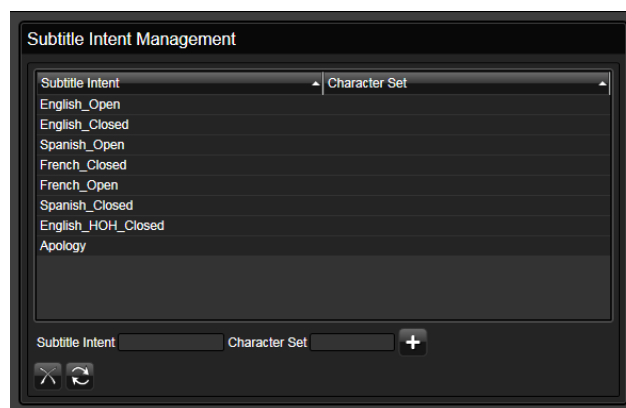 Subtitle Intent Management
Subtitle Intent Character Set
English_Open
English_Closed
Spanish_Open
French_Closed
French_Open
Spanish_Closed
English_HOH_Closed
Apology
Subtitle Intent Character Set